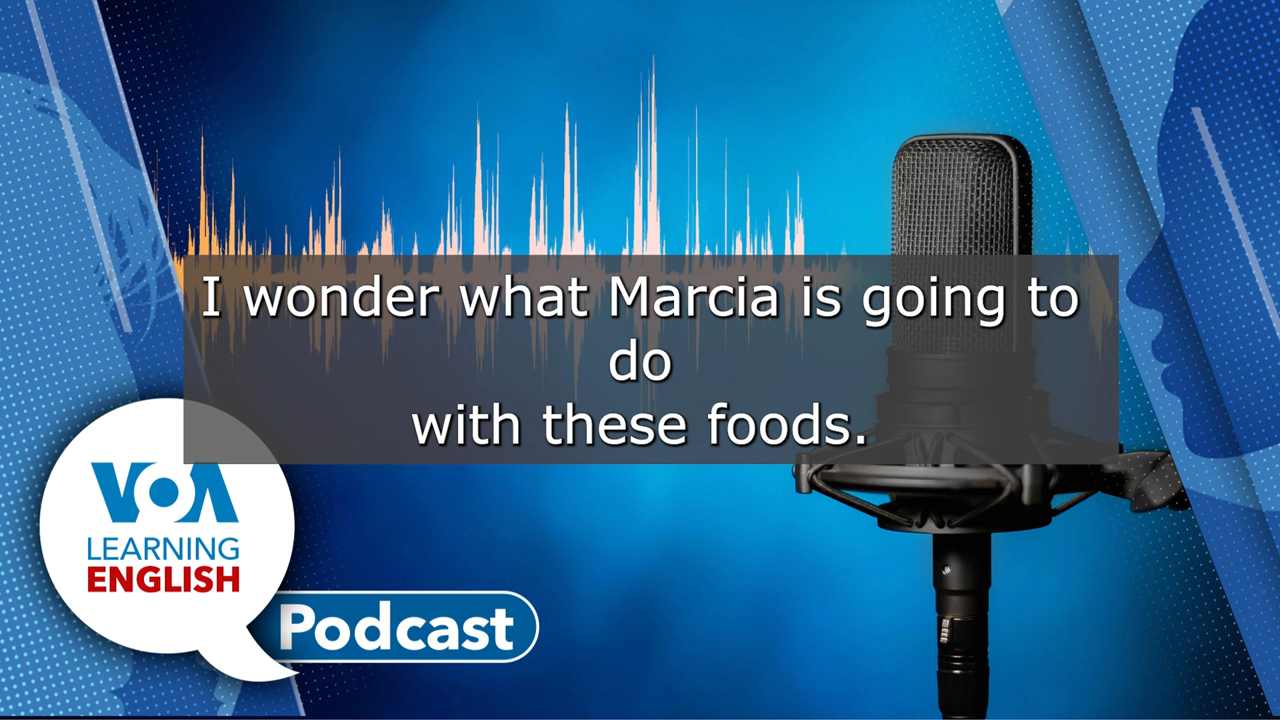 I wonder what Marcia is going to
do
with these foods.
VOA
LEARNING
ENGLISH
Podcast